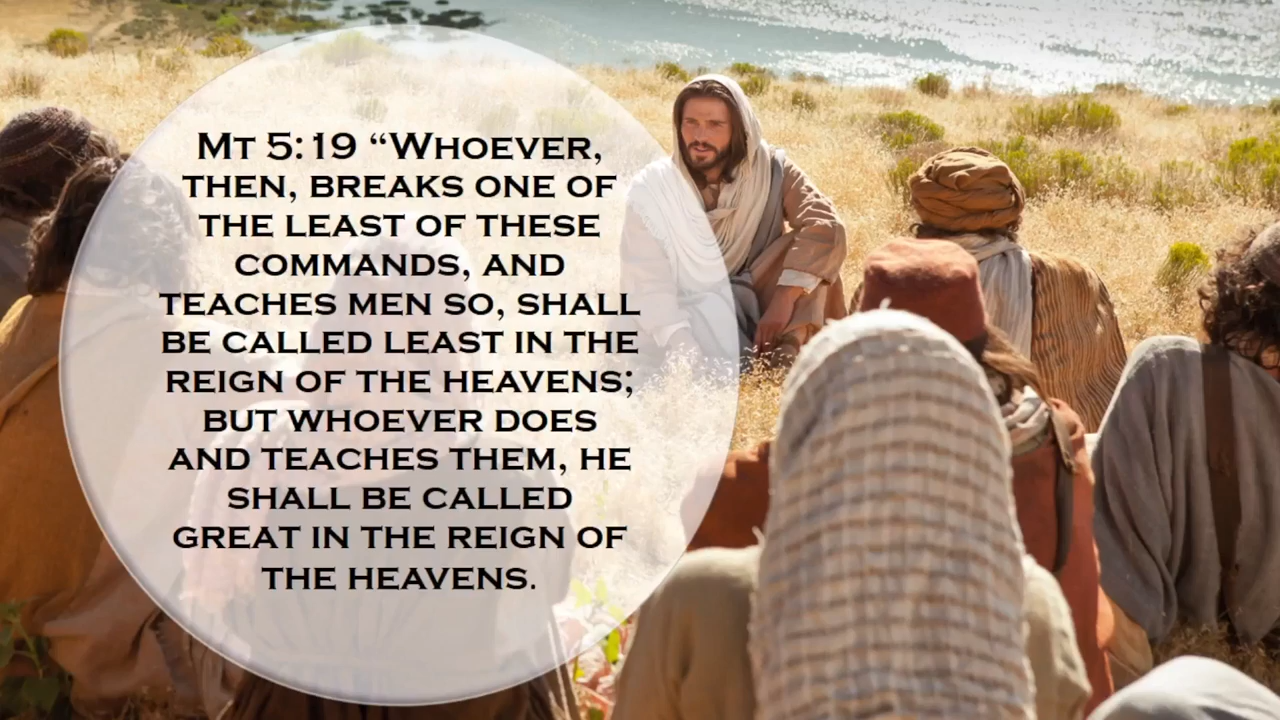 Mt 5:19 “Whoever,
then, breaks one of
the least of these
commands, and
teaches men so, shall
be called least in the
reign of the heavens;
but whoever does
and teaches them, he
shall be called
great in the reign of
the heavens.